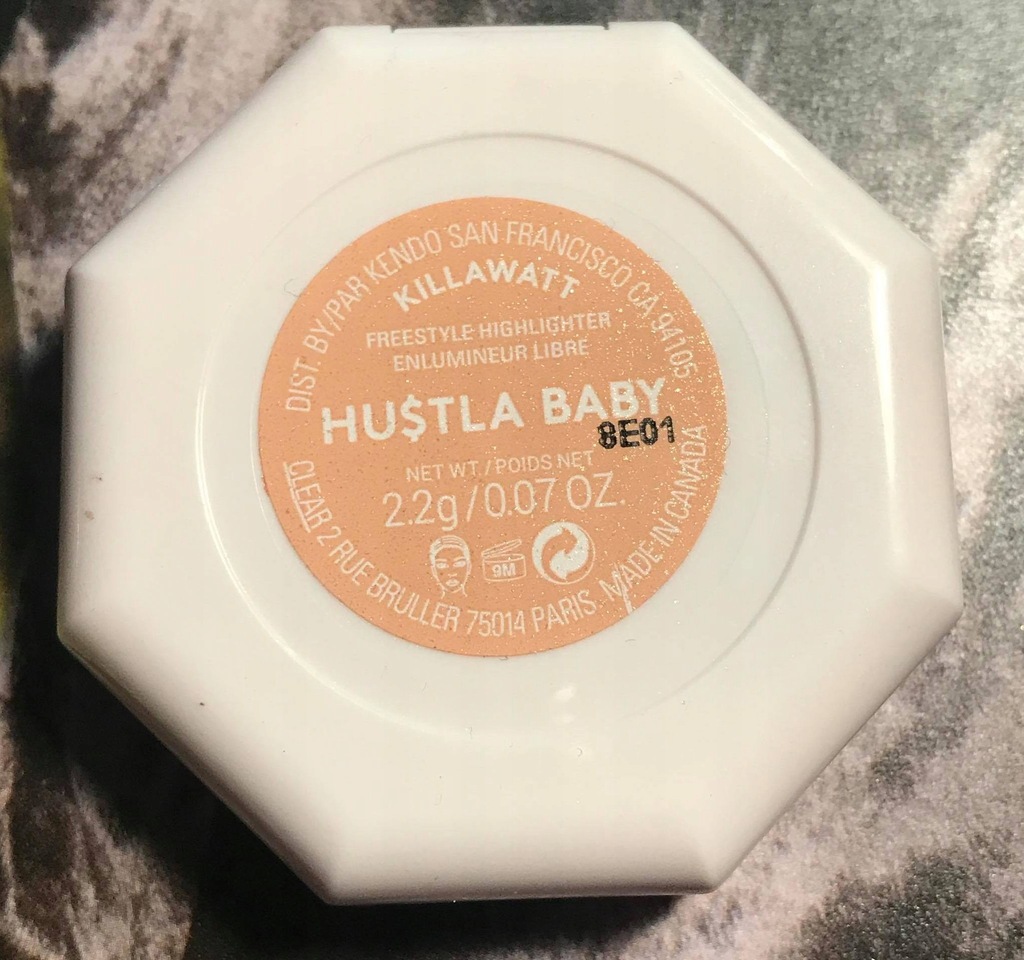 DIST. BY/PAR KENDO SAN FRANCISCO CA 94105
KILLAWATT
FREESTYLE HIGHLIGHTER
ENLUMINEUR LIBRE
HU$TLA BABY
8E01
NET WT./POIDS NET
2.2g/0.07 OZ.
9M
CLEAR 2 RUE BRULLER 75014 PARIS MADE IN CANADA